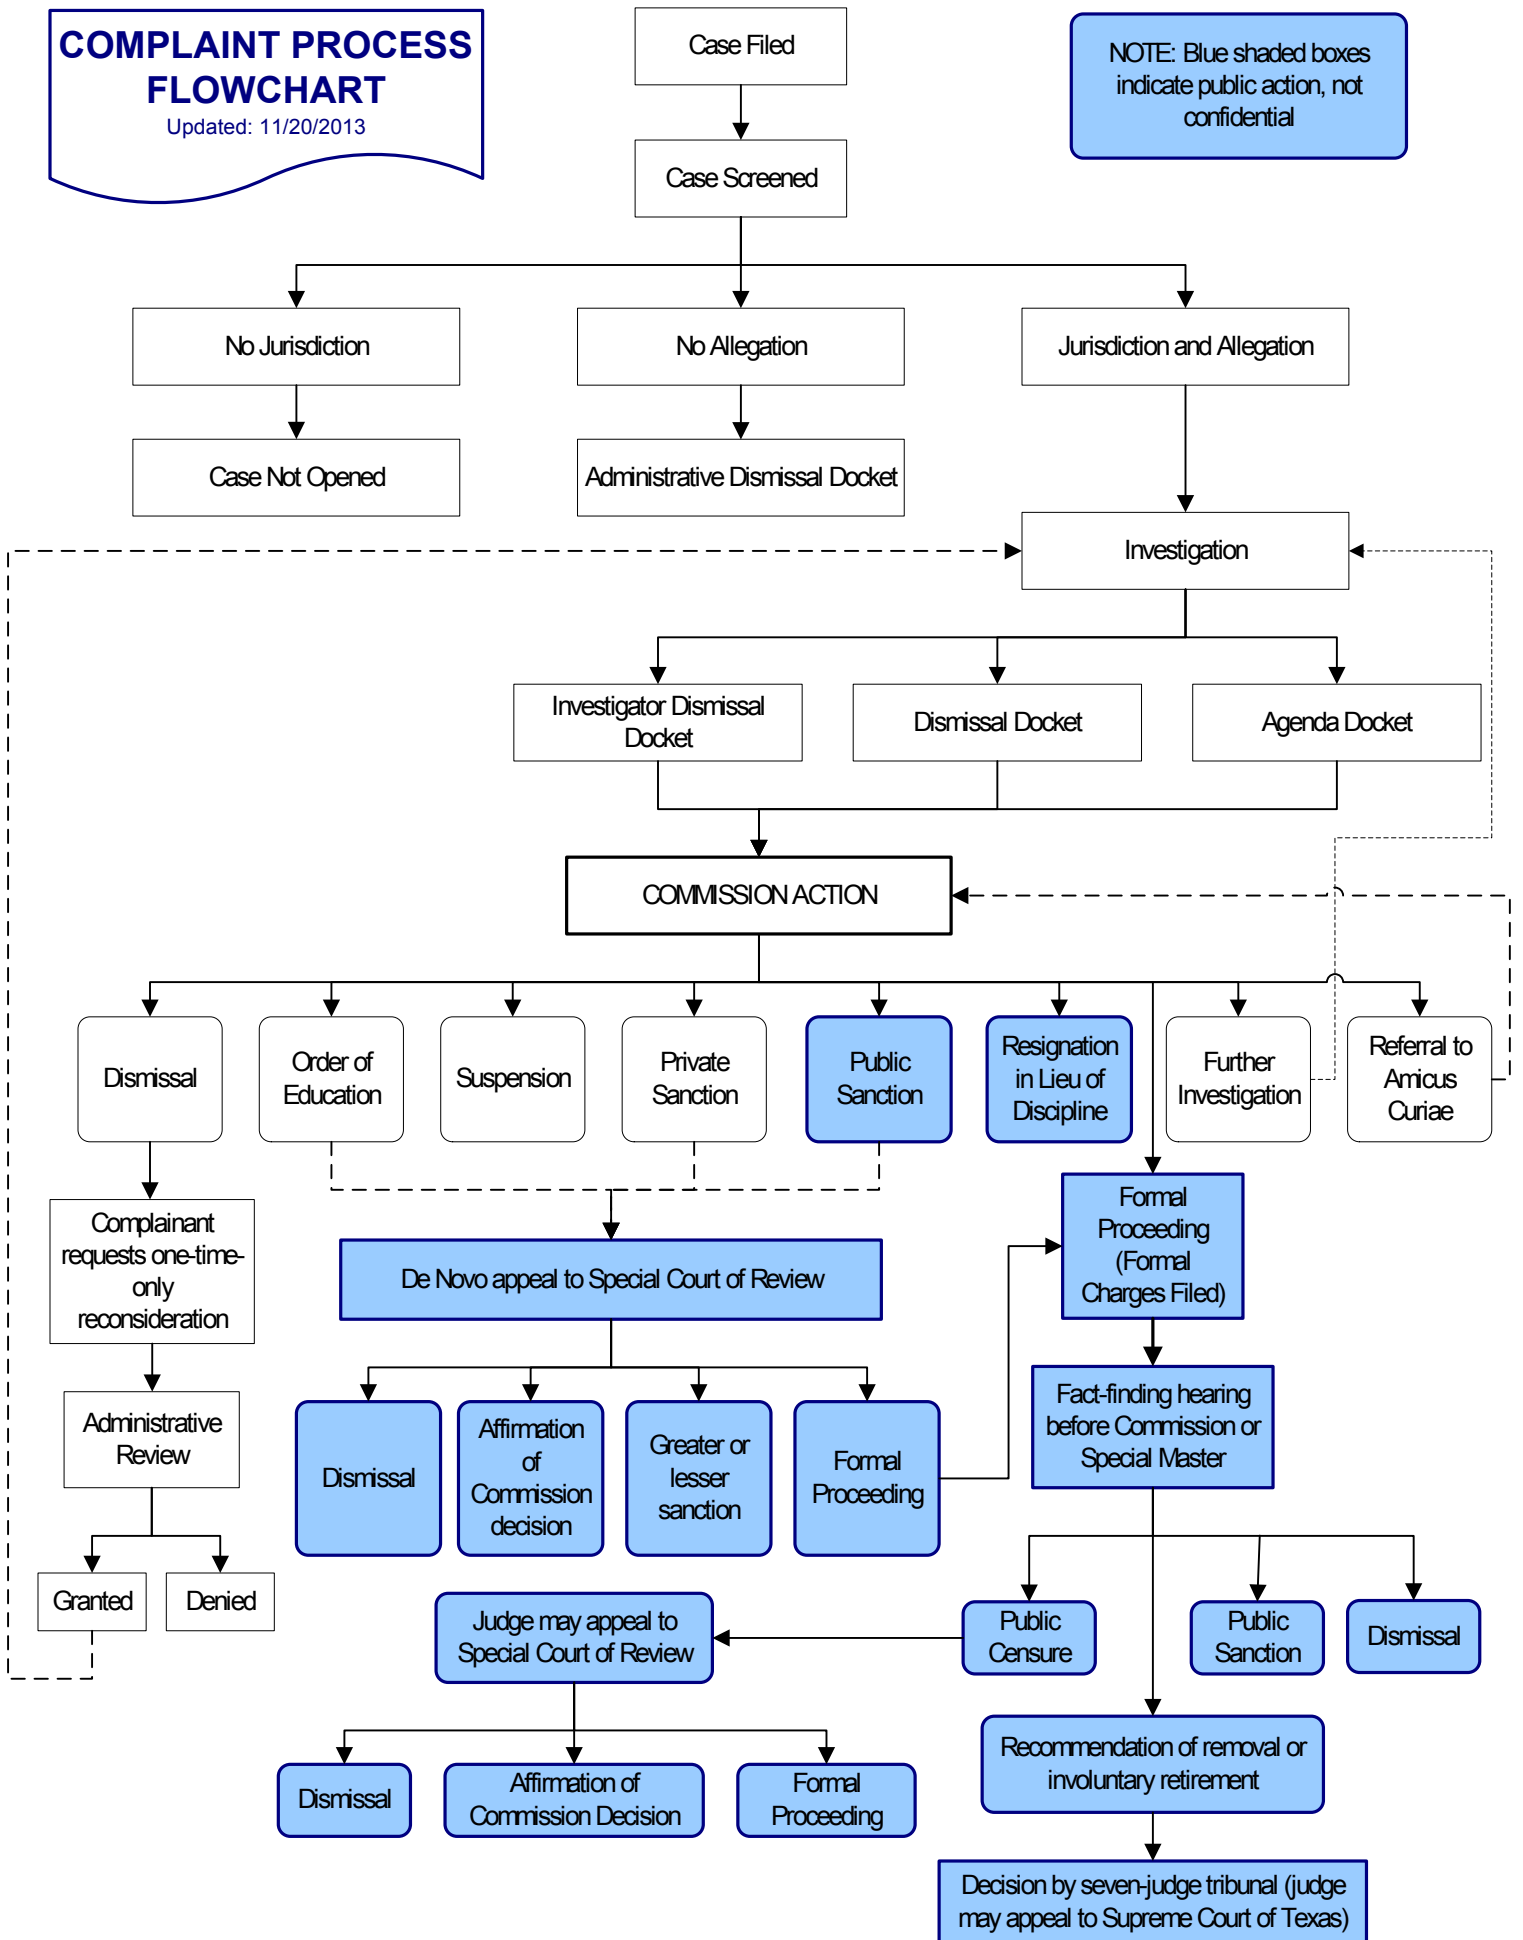 COMPLAINT PROCESS
FLOWCHART
Updated: 11/20/2013
Case Filed
NOTE: Blue shaded boxes
indicate public action, not
confidential
Case Screened
No Jurisdiction
No Allegation
Jurisdiction and Allegation
Case Not Opened
Administrative Dismissal Docket
Investigation
Investigator Dismissal
Docket
Dismissal Docket
Agenda Docket
COMMISSION ACTION
Dismissal
Order of
Education
Suspension
Private
Sanction
Public
Sanction
Resignation
in Lieu of
Discipline
Further
Investigation
Referral to
Amicus
Curiae
Complainant
requests one-time-
only
reconsideration
De Novo appeal to Special Court of Review
Formal
Proceeding
(Formal
Charges Filed)
Administrative
Review
Dismissal
Affirmation
of
Commission
decision
Greater or
lesser
sanction
Formal
Proceeding
Fact-finding hearing
before Commission or
Special Master
Granted
Denied
Judge may appeal to
Special Court of Review
Public
Censure
Public
Sanction
Dismissal
Dismissal
Affirmation of
Commission Decision
Formal
Proceeding
Recommendation of removal or
involuntary retirement
Decision by seven-judge tribunal (judge
may appeal to Supreme Court of Texas)